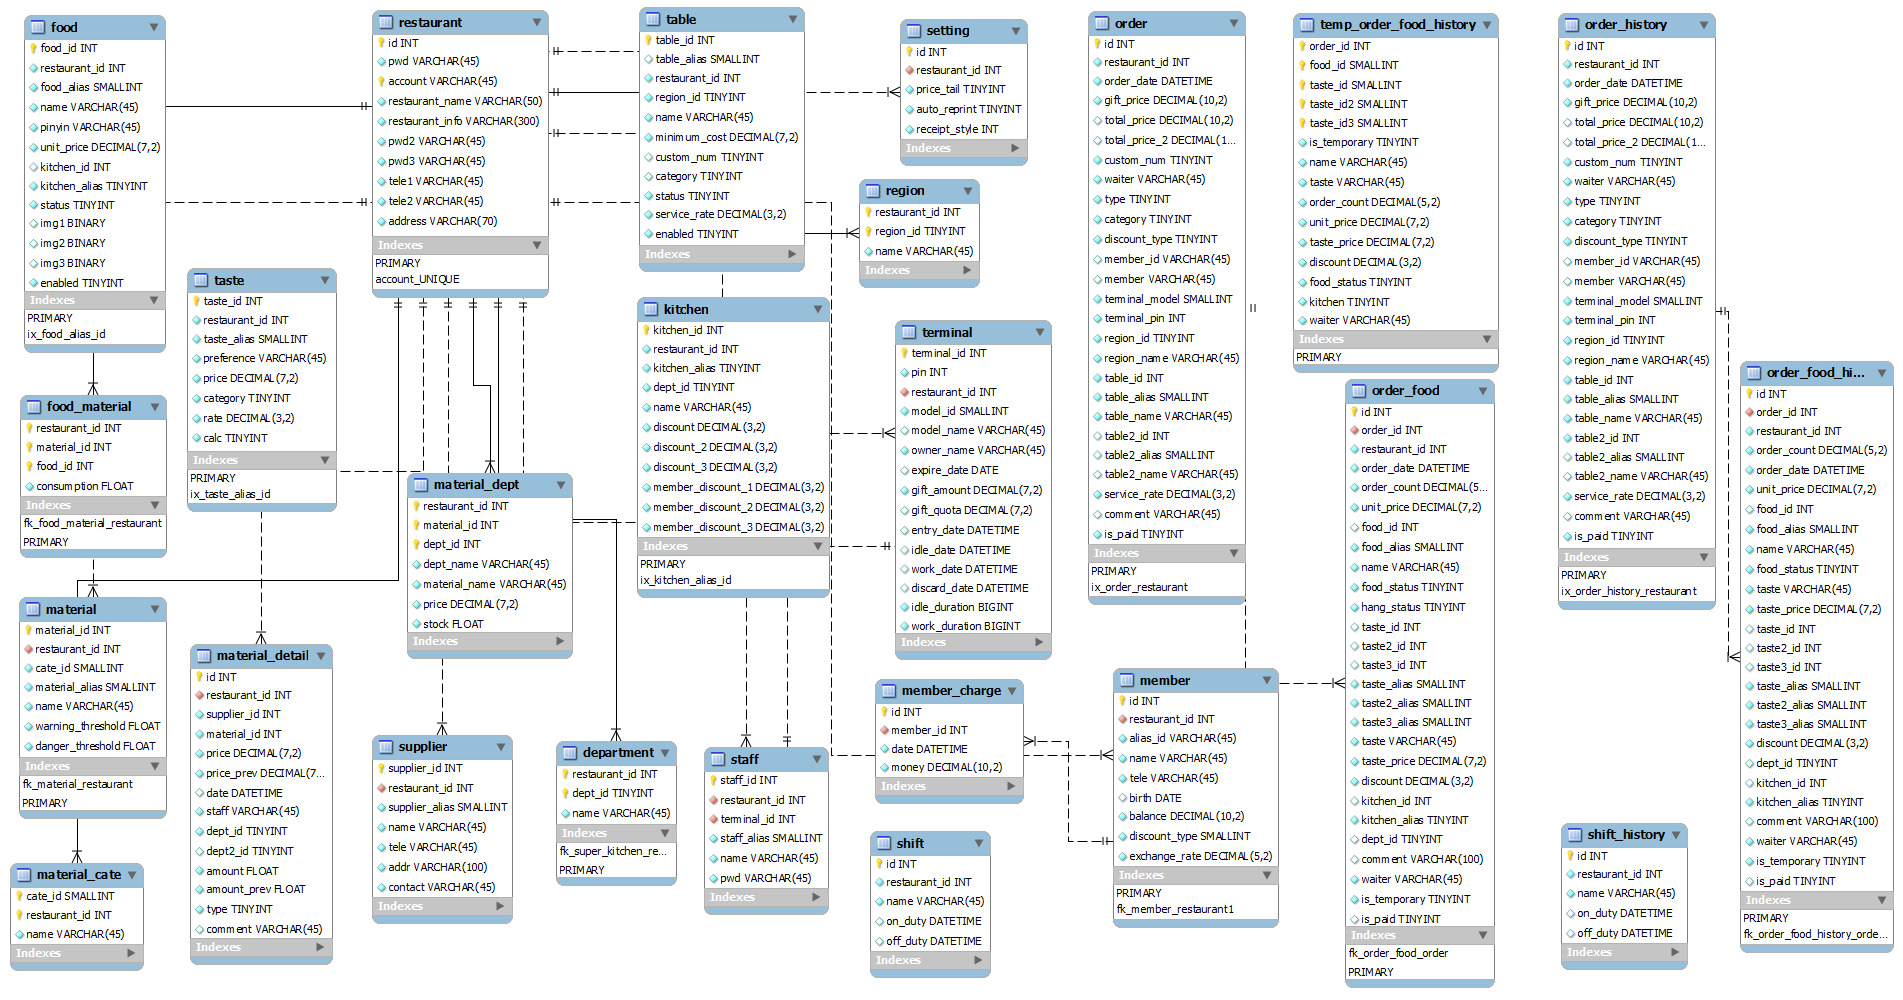 food
food_id INT
restaurant_id INT
food_alias SMALLINT
name VARCHAR(45)
pinyin VARCHAR(45)
unit_price DECIMAL(7,2)
kitchen_id INT
kitchen_alias TINYINT
status TINYINT
img1 BINARY
img2 BINARY
img3 BINARY
enabled TINYINT
Indexes
PRIMARY
ix_food_alias_id
restaurant
id INT
pwd VARCHAR(45)
account VARCHAR(45)
restaurant_name VARCHAR(50)
restaurant_info VARCHAR(300)
pwd2 VARCHAR(45)
pwd3 VARCHAR(45)
tele1 VARCHAR(45)
tele2 VARCHAR(45)
address VARCHAR(70)
Indexes
PRIMARY
account_UNIQUE
table
table_id INT
table_alias SMALLINT
restaurant_id INT
region_id TINYINT
name VARCHAR(45)
minimum_cost DECIMAL(7,2)
custom_num TINYINT
category TINYINT
status TINYINT
service_rate DECIMAL(3,2)
enabled TINYINT
Indexes
setting
id INT
restaurant_id INT
price_tail TINYINT
auto_reprint TINYINT
receipt_style INT
Indexes
region
restaurant_id INT
region_id TINYINT
name VARCHAR(45)
Indexes
order
id INT
restaurant_id INT
order_date DATETIME
gift_price DECIMAL(10,2)
total_price DECIMAL(10,2)
total_price_2 DECIMAL(1...
custom_num TINYINT
waiter VARCHAR(45)
type TINYINT
category TINYINT
discount_type TINYINT
member_id VARCHAR(45)
member VARCHAR(45)
terminal_model SMALLINT
terminal_pin INT
region_id TINYINT
region_name VARCHAR(45)
table_id INT
table_alias SMALLINT
table_name VARCHAR(45)
table2_id INT
table2_alias SMALLINT
table2_name VARCHAR(45)
service_rate DECIMAL(3,2)
comment VARCHAR(45)
is_paid TINYINT
Indexes
PRIMARY
ix_order_restaurant
temp_order_food_history
order_id INT
food_id SMALLINT
taste_id SMALLINT
taste_id2 SMALLINT
taste_id3 SMALLINT
is_temporary TINYINT
name VARCHAR(45)
taste VARCHAR(45)
order_count DECIMAL(5,2)
unit_price DECIMAL(7,2)
taste_price DECIMAL(7,2)
discount DECIMAL(3,2)
food_status TINYINT
kitchen TINYINT
waiter VARCHAR(45)
Indexes
PRIMARY
order_history
id INT
restaurant_id INT
order_date DATETIME
gift_price DECIMAL(10,2)
total_price DECIMAL(10,2)
total_price_2 DECIMAL(1...
custom_num TINYINT
waiter VARCHAR(45)
type TINYINT
category TINYINT
discount_type TINYINT
member_id VARCHAR(45)
member VARCHAR(45)
terminal_model SMALLINT
terminal_pin INT
region_id TINYINT
region_name VARCHAR(45)
table_id INT
table_alias SMALLINT
table_name VARCHAR(45)
table2_id INT
table2_alias SMALLINT
table2_name VARCHAR(45)
service_rate DECIMAL(3,2)
comment VARCHAR(45)
is_paid TINYINT
Indexes
PRIMARY
ix_order_history_restaurant
taste
taste_id INT
restaurant_id INT
taste_alias SMALLINT
preference VARCHAR(45)
price DECIMAL(7,2)
category TINYINT
rate DECIMAL(3,2)
calc TINYINT
Indexes
PRIMARY
ix_taste_alias_id
kitchen
kitchen_id INT
restaurant_id INT
kitchen_alias TINYINT
dept_id TINYINT
name VARCHAR(45)
discount DECIMAL(3,2)
discount_2 DECIMAL(3,2)
discount_3 DECIMAL(3,2)
member_discount_1 DECIMAL(3,2)
member_discount_2 DECIMAL(3,2)
member_discount_3 DECIMAL(3,2)
Indexes
PRIMARY
ix_kitchen_alias_id
terminal
terminal_id INT
pin INT
restaurant_id INT
model_id SMALLINT
model_name VARCHAR(45)
owner_name VARCHAR(45)
expire_date DATE
gift_amount DECIMAL(7,2)
gift_quota DECIMAL(7,2)
entry_date DATETIME
idle_date DATETIME
work_date DATETIME
discard_date DATETIME
idle_duration BIGINT
work_duration BIGINT
Indexes
food_material
restaurant_id INT
material_id INT
food_id INT
consumption FLOAT
Indexes
fk_food_material_restaurant
PRIMARY
material_dept
restaurant_id INT
material_id INT
dept_id INT
dept_name VARCHAR(45)
material_name VARCHAR(45)
price DECIMAL(7,2)
stock FLOAT
Indexes
order_food
id INT
order_id INT
restaurant_id INT
order_date DATETIME
order_count DECIMAL(5...
unit_price DECIMAL(7,2)
food_id INT
food_alias SMALLINT
name VARCHAR(45)
food_status TINYINT
hang_status TINYINT
taste_id INT
taste2_id INT
taste3_id INT
taste_alias SMALLINT
taste2_alias SMALLINT
taste3_alias SMALLINT
taste VARCHAR(45)
taste_price DECIMAL(7,2)
discount DECIMAL(3,2)
kitchen_id INT
kitchen_alias TINYINT
dept_id TINYINT
comment VARCHAR(100)
waiter VARCHAR(45)
is_temporary TINYINT
is_paid TINYINT
Indexes
fk_order_food_order
PRIMARY
order_food_hi...
id INT
order_id INT
restaurant_id INT
order_count DECIMAL(5,2)
order_date DATETIME
unit_price DECIMAL(7,2)
food_id INT
food_alias SMALLINT
name VARCHAR(45)
food_status TINYINT
taste VARCHAR(45)
taste_price DECIMAL(7,2)
taste_id INT
taste2_id INT
taste3_id INT
taste_alias SMALLINT
taste2_alias SMALLINT
taste3_alias SMALLINT
discount DECIMAL(3,2)
dept_id TINYINT
kitchen_id INT
kitchen_alias TINYINT
comment VARCHAR(100)
waiter VARCHAR(45)
is_temporary TINYINT
is_paid TINYINT
Indexes
PRIMARY
fk_order_food_history_orde...
material
material_id INT
restaurant_id INT
cate_id SMALLINT
material_alias SMALLINT
name VARCHAR(45)
warning_threshold FLOAT
danger_threshold FLOAT
Indexes
fk_material_restaurant
PRIMARY
material_detail
id INT
restaurant_id INT
supplier_id INT
material_id INT
price DECIMAL(7,2)
price_prev DECIMAL(7...
date DATETIME
staff VARCHAR(45)
dept_id TINYINT
dept2_id TINYINT
amount FLOAT
amount_prev FLOAT
type TINYINT
comment VARCHAR(45)
Indexes
supplier
supplier_id INT
restaurant_id INT
supplier_alias SMALLINT
name VARCHAR(45)
tele VARCHAR(45)
addr VARCHAR(100)
contact VARCHAR(45)
Indexes
department
restaurant_id INT
dept_id TINYINT
name VARCHAR(45)
Indexes
fk_super_kitchen_re...
PRIMARY
staff
staff_id INT
restaurant_id INT
teminal_id INT
staff_alias SMALLINT
name VARCHAR(45)
pwd VARCHAR(45)
Indexes
member_charge
id INT
member_id INT
date DATETIME
money DECIMAL(10,2)
Indexes
member
id INT
restaurant_id INT
alias_id VARCHAR(45)
name VARCHAR(45)
tele VARCHAR(45)
birth DATE
balance DECIMAL(10,2)
discount_type SMALLINT
exchange_rate DECIMAL(5,2)
Indexes
PRIMARY
fk_member_restaurant1
shift
id INT
restaurant_id INT
name VARCHAR(45)
on_duty DATETIME
off_duty DATETIME
Indexes
shift_history
id INT
restaurant_id INT
name VARCHAR(45)
on_duty DATETIME
off_duty DATETIME
Indexes
material_cate
cate_id SMALLINT
restaurant_id INT
name VARCHAR(45)
Indexes